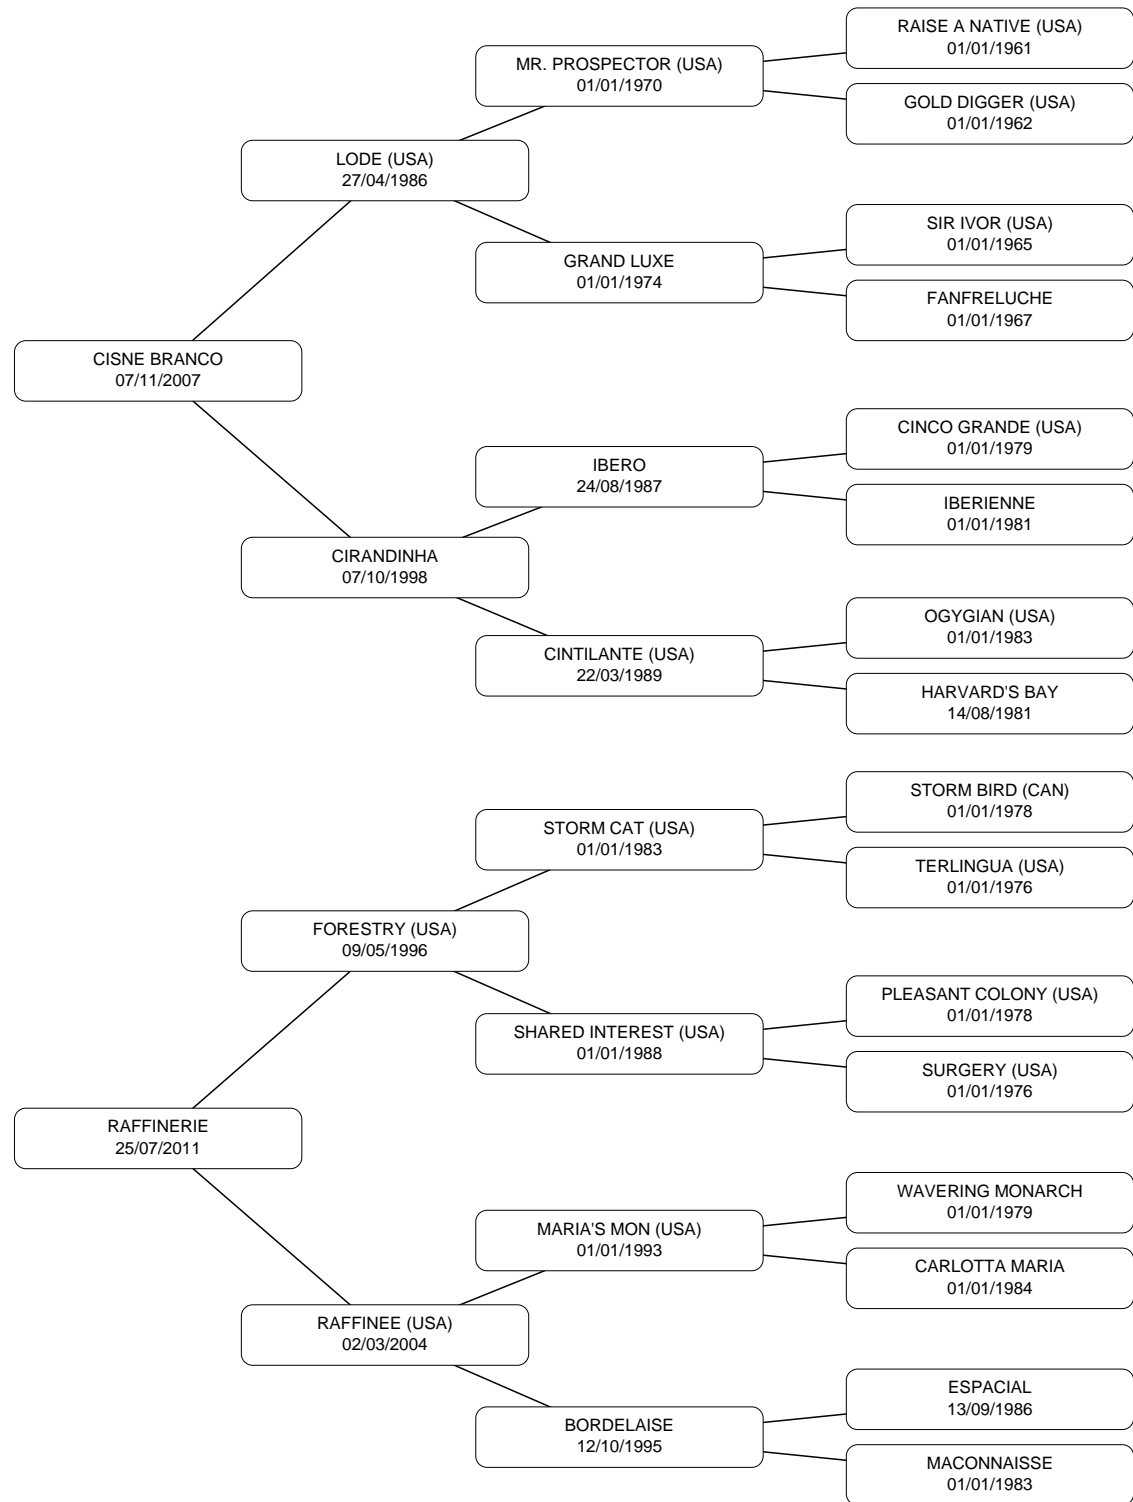 RAISE A NATIVE (USA)
01/01/1961
MR. PROSPECTOR (USA)
01/01/1970
GOLD DIGGER (USA)
01/01/1962
LODE (USA)
27/04/1986
SIR IVOR (USA)
01/01/1965
GRAND LUXE
01/01/1974
FANFRELUCHE
01/01/1967
CISNE BRANCO
07/11/2007
CINCO GRANDE (USA)
01/01/1979
IBERO
24/08/1987
IBERIENNE
01/01/1981
CIRANDINHA
07/10/1998
OGYGIAN (USA)
01/01/1983
CINTILANTE (USA)
22/03/1989
HARVARD'S BAY
14/08/1981
STORM BIRD (CAN)
01/01/1978
STORM CAT (USA)
01/01/1983
TERLINGUA (USA)
01/01/1976
FORESTRY (USA)
09/05/1996
PLEASANT COLONY (USA)
01/01/1978
SHARED INTEREST (USA)
01/01/1988
SURGERY (USA)
01/01/1976
RAFFINERIE
25/07/2011
WAVERING MONARCH
01/01/1979
MARIA'S MON (USA)
01/01/1993
CARLOTTA MARIA
01/01/1984
RAFFINEE (USA)
02/03/2004
ESPACIAL
13/09/1986
BORDELAISE
12/10/1995
MACONNAISSE
01/01/1983